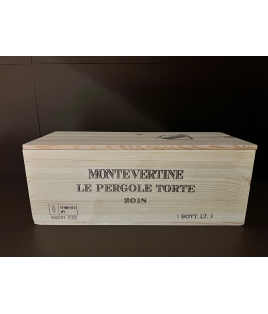 MONTEVERTINE
LE PERGOLE TORTE
2018
1 BOTT. LT. 3